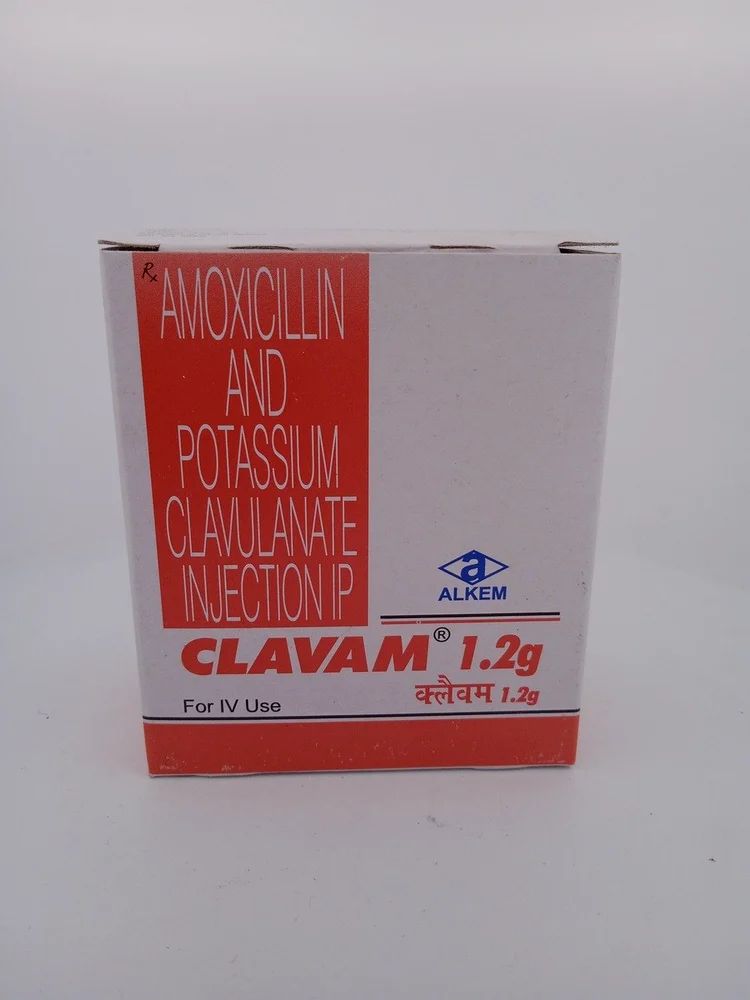 Rx
AMOXICILLIN
AND
POTASSIUM
CLAVULANATE
INJECTION IP
a
ALKEM
CLAVAM® 1.2g
क्लैवम 1.2g
For IV Use